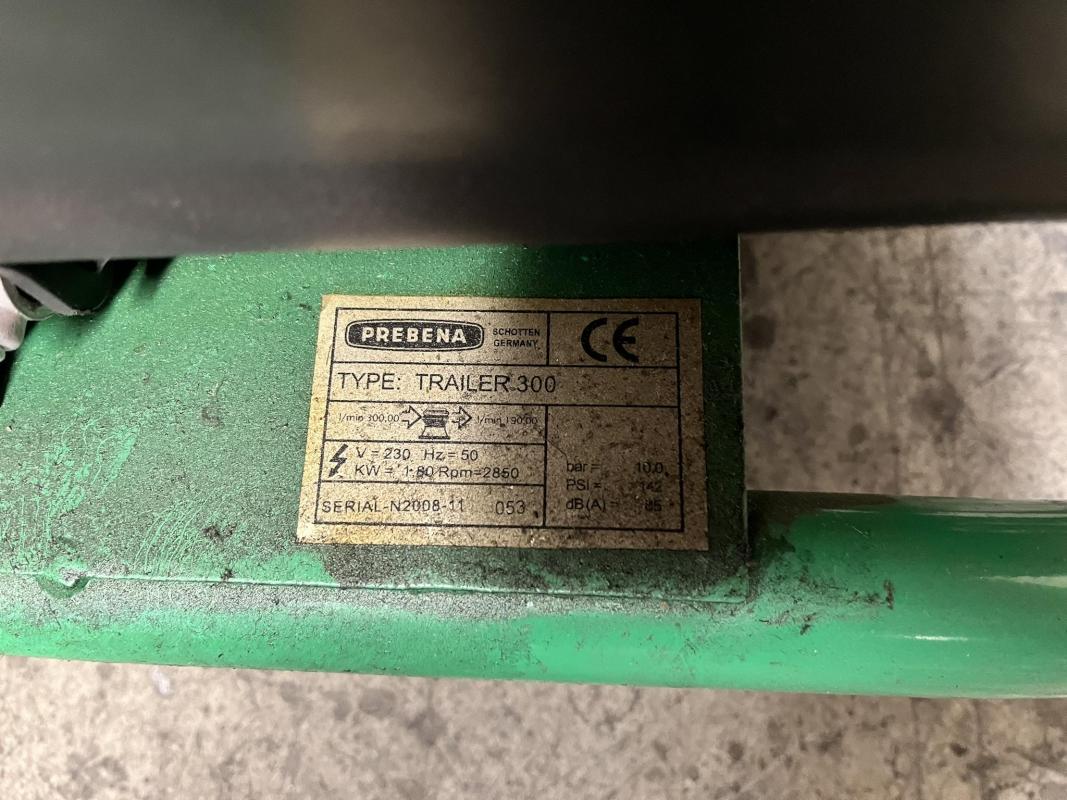 PREBENA
SCHOTTEN
GERMANY
CE
TYPE: TRAILER 300
l/min 300,00
l/min 190,00
V = 230 Hz = 50
KW = 1.80 Rpm=2850
SERIAL-N2008-11 053
bar = 10.0
PSI = 142
dB(A) = 85